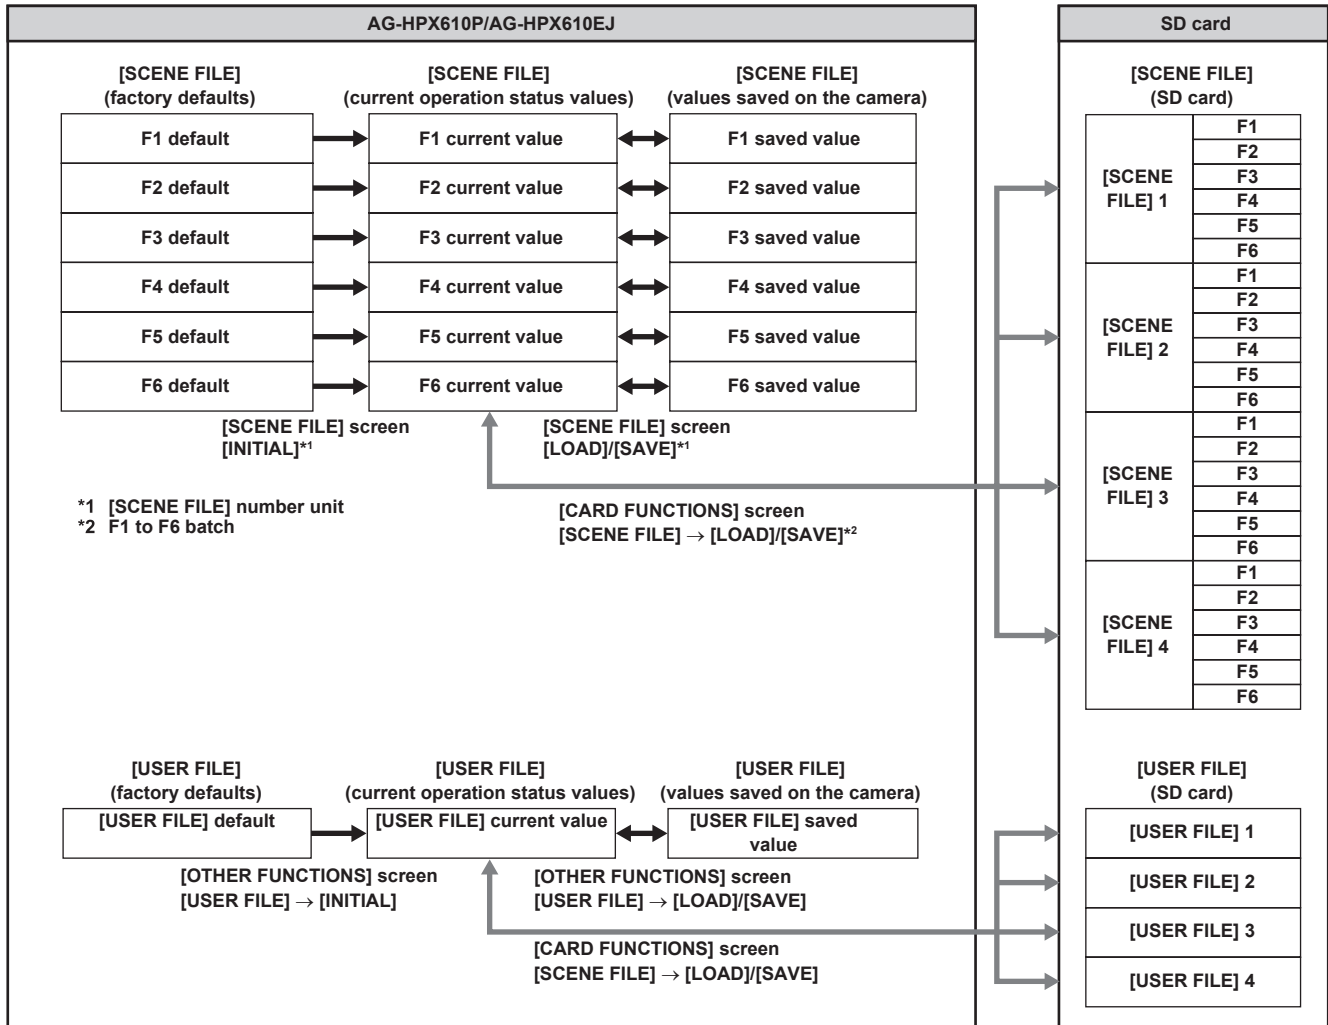 AG-HPX610P/AG-HPX610EJ
SD card
[SCENE FILE]
(factory defaults)
[SCENE FILE]
(current operation status values)
[SCENE FILE]
(values saved on the camera)
[SCENE FILE]
(SD card)
F1 default
F1 current value
F1 saved value
F2 default
F2 current value
F2 saved value
F3 default
F3 current value
F3 saved value
F4 default
F4 current value
F4 saved value
F5 default
F5 current value
F5 saved value
F6 default
F6 current value
F6 saved value
[SCENE FILE] screen
[INITIAL]*1
[SCENE FILE] screen
[LOAD]/[SAVE]*1
*1 [SCENE FILE] number unit
*2 F1 to F6 batch
[CARD FUNCTIONS] screen
[SCENE FILE] → [LOAD]/[SAVE]*2
[SCENE
FILE] 1
F1
F2
F3
F4
F5
F6
[SCENE
FILE] 2
F1
F2
F3
F4
F5
F6
[SCENE
FILE] 3
F1
F2
F3
F4
F5
F6
[SCENE
FILE] 4
F1
F2
F3
F4
F5
F6
[USER FILE]
(factory defaults)
[USER FILE]
(current operation status values)
[USER FILE]
(values saved on the camera)
[USER FILE]
(SD card)
[USER FILE] default
[USER FILE] current value
[USER FILE] saved
value
[OTHER FUNCTIONS] screen
[USER FILE] → [INITIAL]
[OTHER FUNCTIONS] screen
[USER FILE] → [LOAD]/[SAVE]
[CARD FUNCTIONS] screen
[SCENE FILE] → [LOAD]/[SAVE]
[USER FILE] 1
[USER FILE] 2
[USER FILE] 3
[USER FILE] 4